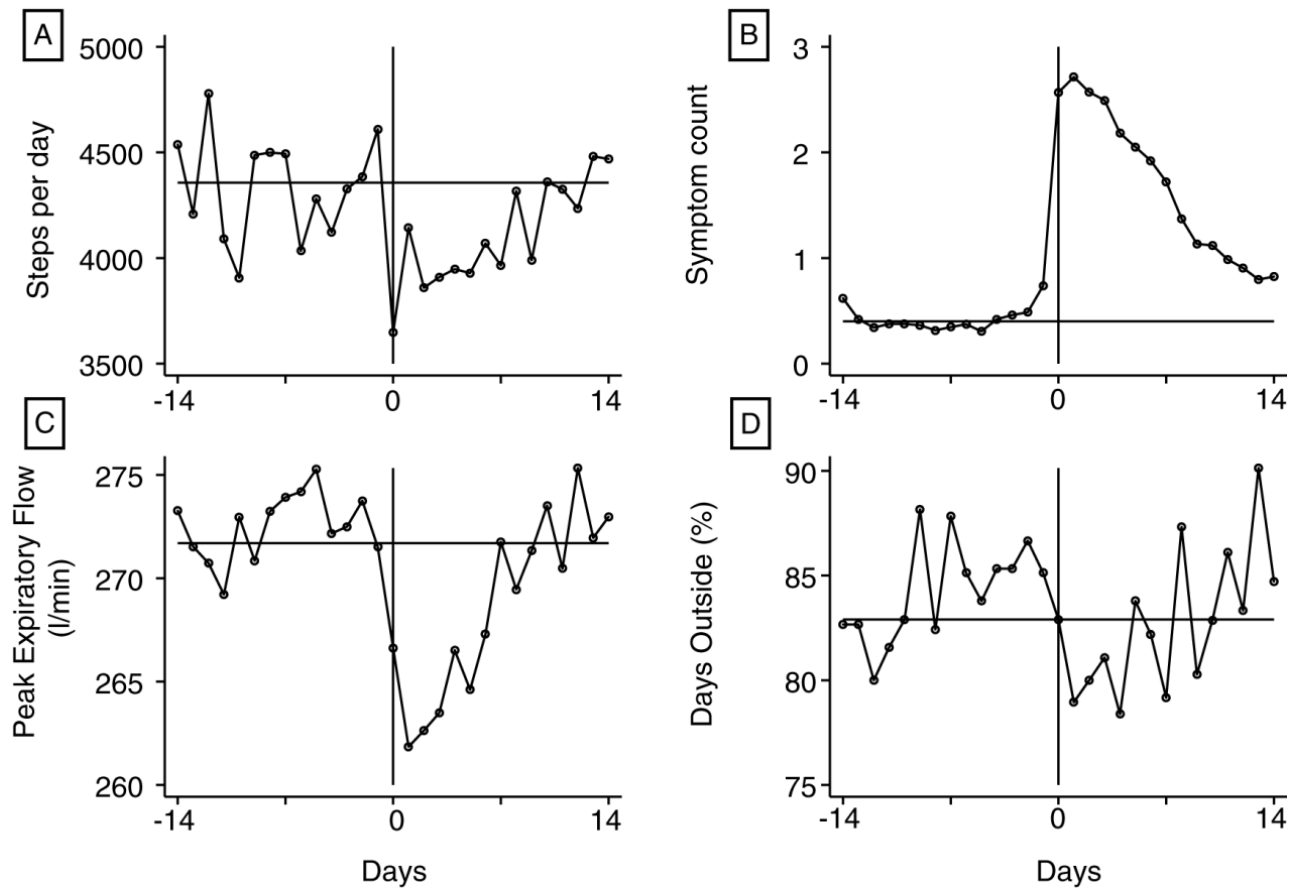 A
5000
4500
4000
3500
Steps per day
-14
0
14
B
3
2
1
0
Symptom count
-14
0
14
C
275
270
265
260
Peak Expiratory Flow
(l/min)
-14
0
14
Days
D
90
85
80
75
Days Outside (%)
-14
0
14
Days